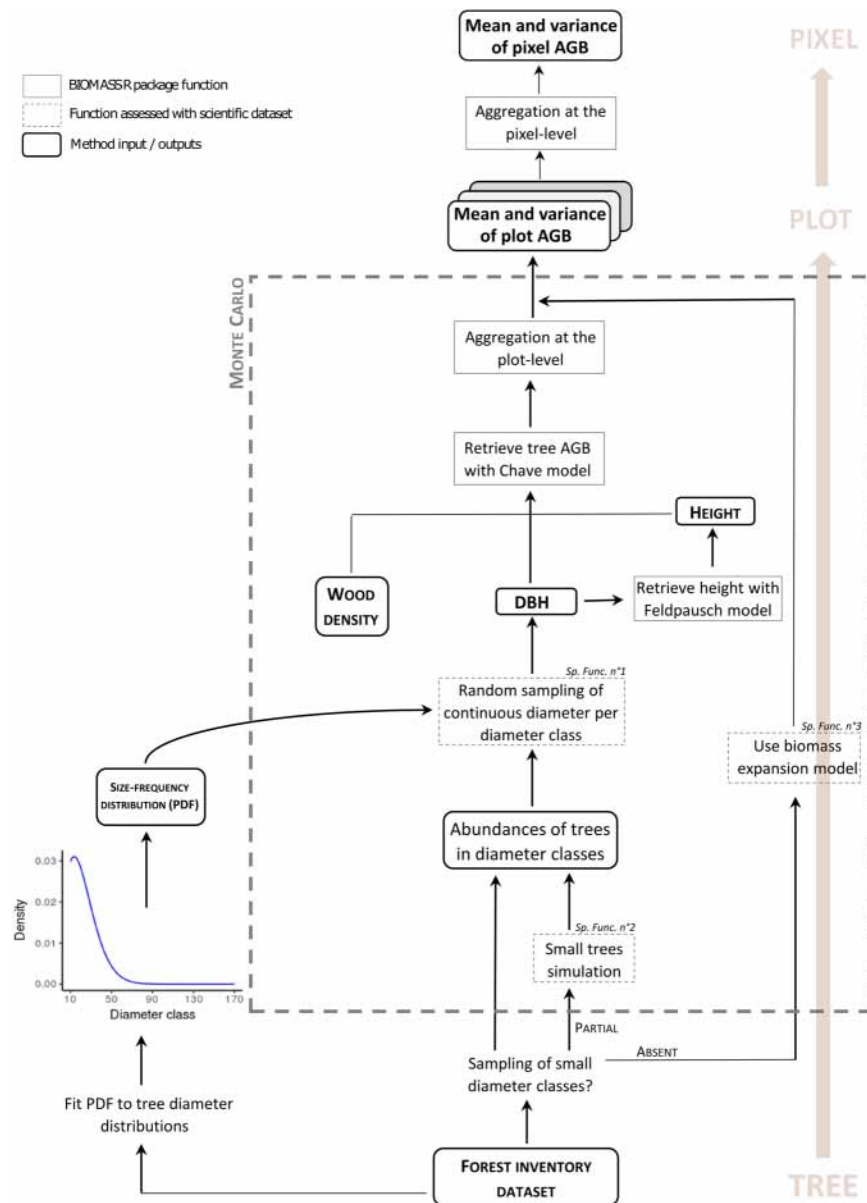 Mean and variance
of pixel AGB
PIXEL
BIOMASSR package function
Function assessed with scientific dataset
Method input / outputs
Aggregation at the
pixel-level
Mean and variance
of plot AGB
PLOT
MONTE CARLO
Aggregation at the
plot-level
Retrieve tree AGB
with Chave model
HEIGHT
WOOD
DENSITY
DBH
Retrieve height with
Feldpausch model
Sp. Func. n°1
Random sampling of
continuous diameter per
diameter class
Sp. Func. n°3
Use biomass
expansion model
SIZE-FREQUENCY
DISTRIBUTION (PDF)
Abundances of trees
in diameter classes
0.03
0.02
0.01
0.00
Density
10 50 90 130 170
Diameter class
Sp. Func. n°2
Small trees
simulation
PARTIAL
ABSENT
Sampling of small
diameter classes?
Fit PDF to tree diameter
distributions
FOREST INVENTORY
DATASET
TREE